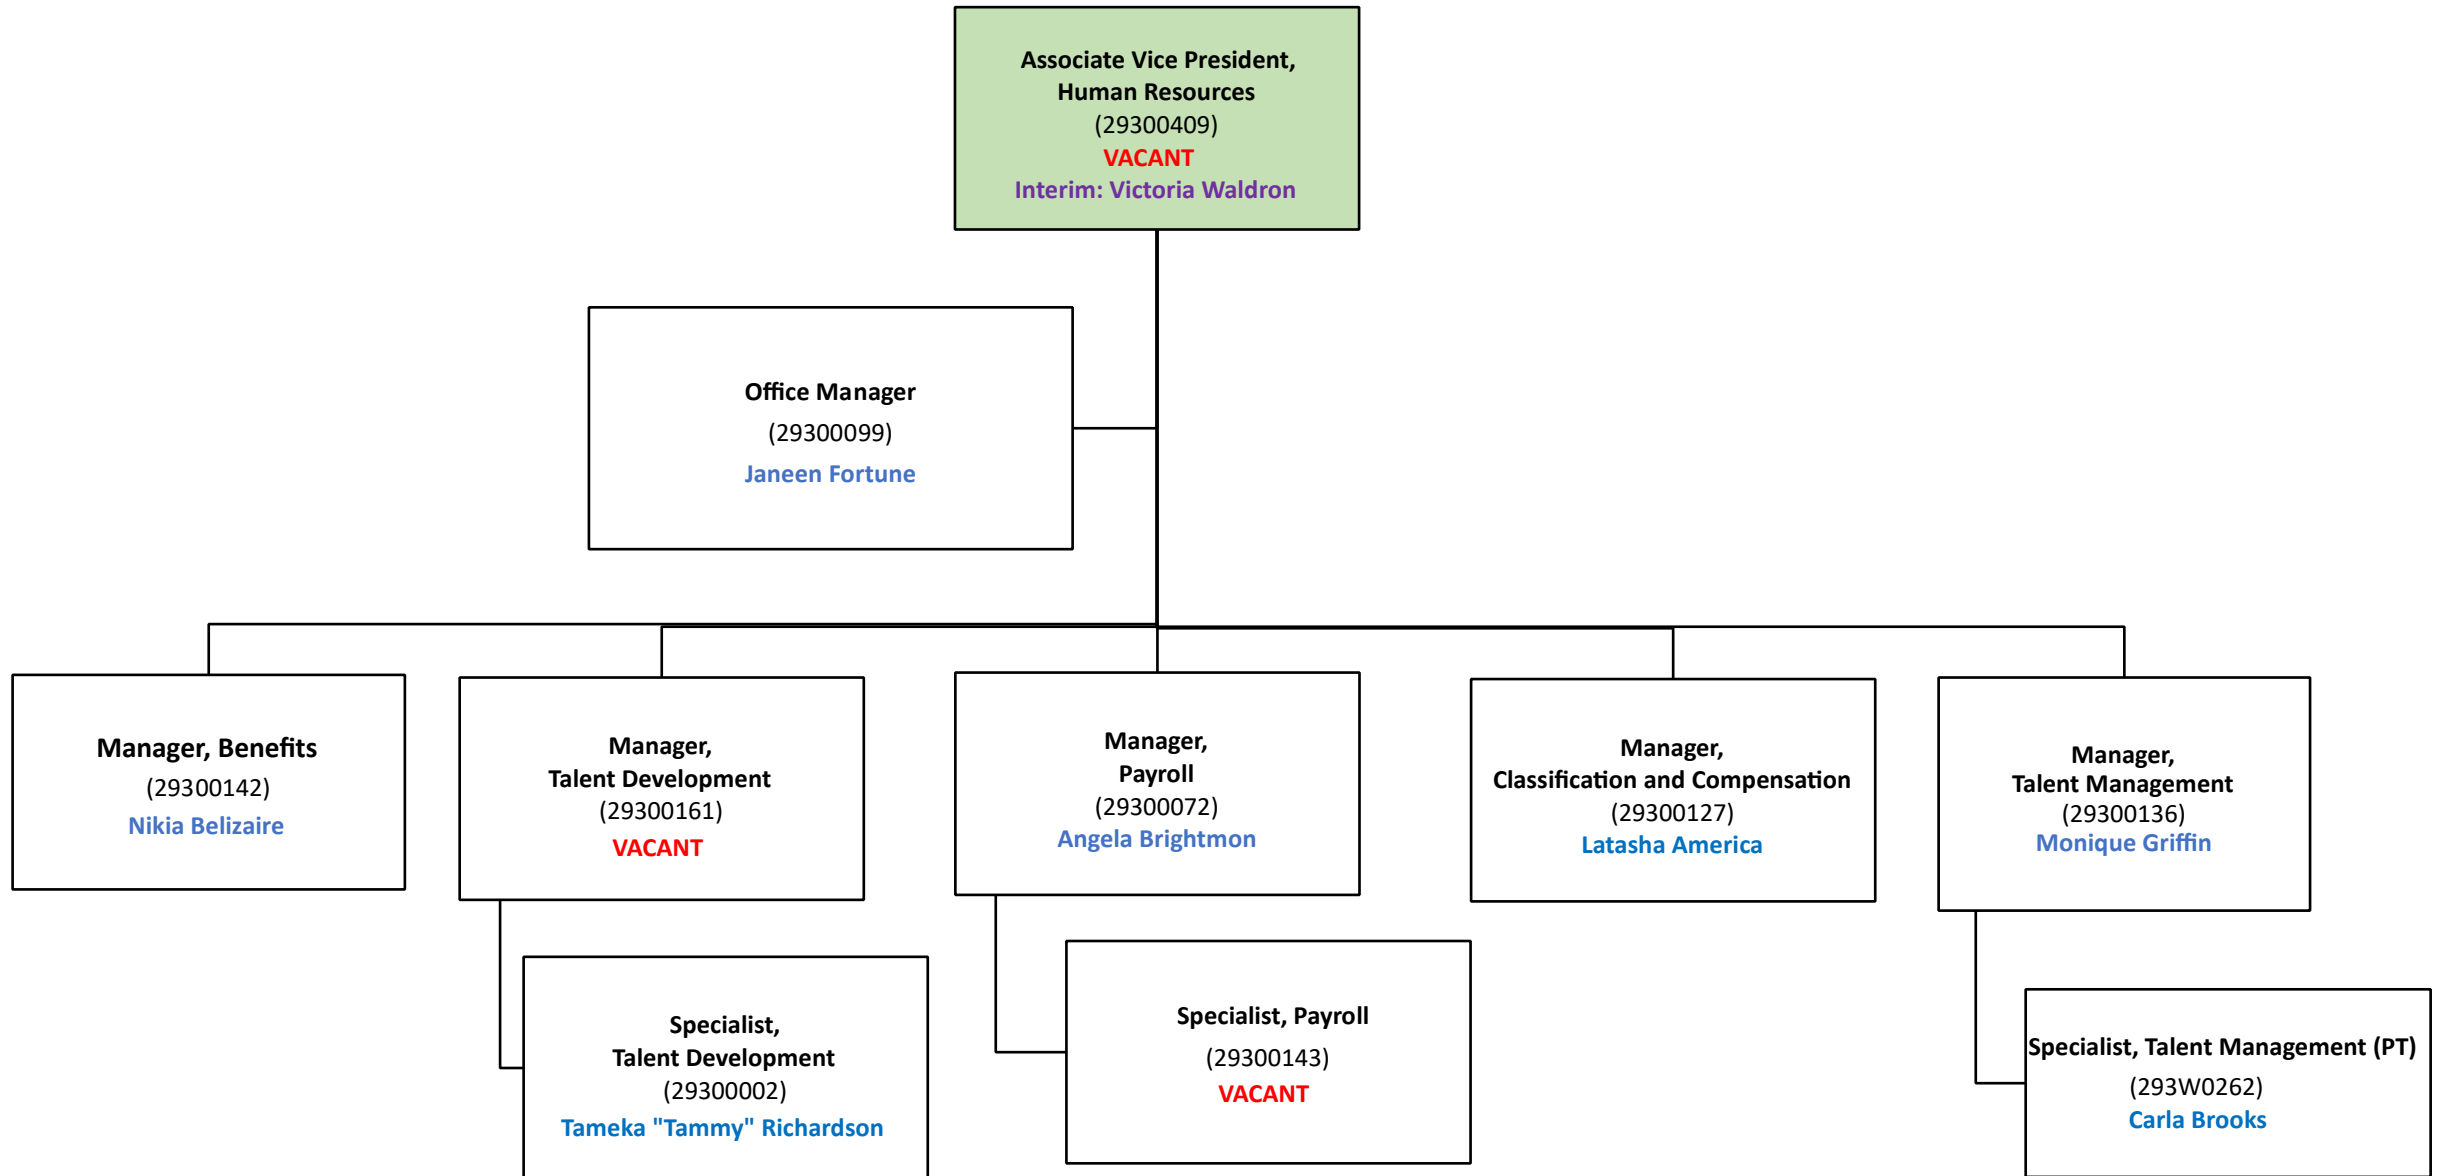 Associate Vice President,
Human Resources
(29300409)
VACANT
Interim: Victoria Waldron
Office Manager
(29300099)
Janeen Fortune
Manager, Benefits
(29300142)
Nikia Belizaire
Manager,
Talent Development
(29300161)
VACANT
Manager,
Payroll
(29300072)
Angela Brightmon
Manager,
Classification and Compensation
(29300127)
Latasha America
Manager,
Talent Management
(29300136)
Monique Griffin
Specialist,
Talent Development
(29300002)
Tameka "Tammy" Richardson
Specialist, Payroll
(29300143)
VACANT
Specialist, Talent Management (PT)
(293W0262)
Carla Brooks